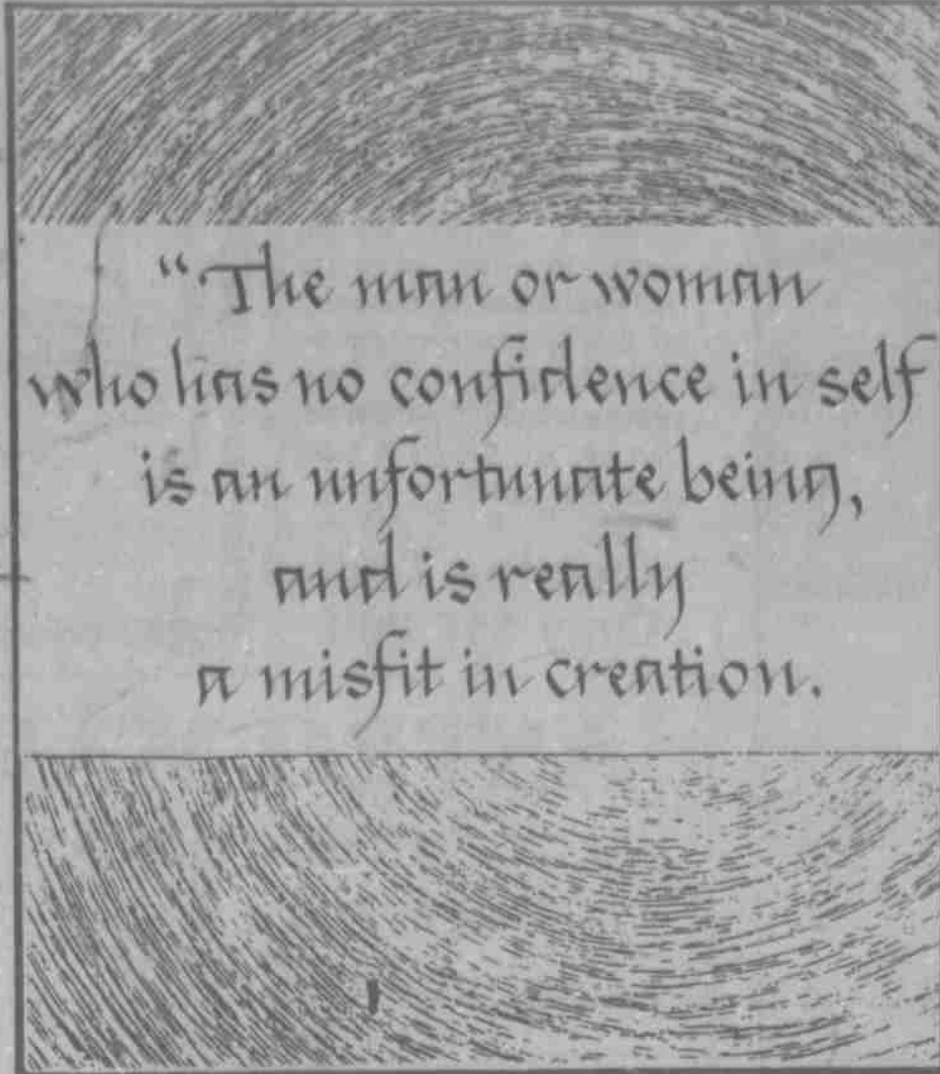 “The man or woman
who has no confidence in self
is an unfortunate being,
and is really
a misfit in creation.